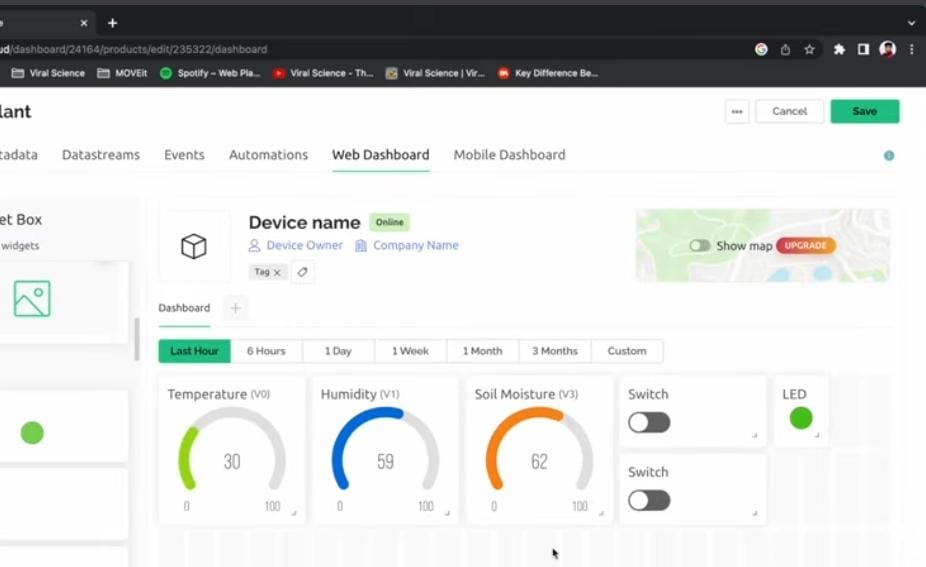 ud/dashboard/24164/products/edit/235322/dashboard
Viral Science MOVEit Spotify – Web Pla... Viral Science - Th... Viral Science | Vir... Key Difference Be...
lant
Cancel Save
tadata Datastreams Events Automations Web Dashboard Mobile Dashboard
et Box
widgets
Device name Online
Device Owner Company Name
Tag
Show map UPGRADE
Dashboard
Last Hour 6 Hours 1 Day 1 Week 1 Month 3 Months Custom
Temperature (V0) Humidity (V1) Soil Moisture (V3) Switch LED
30 59 62
Switch
0 100 0 100 0 100